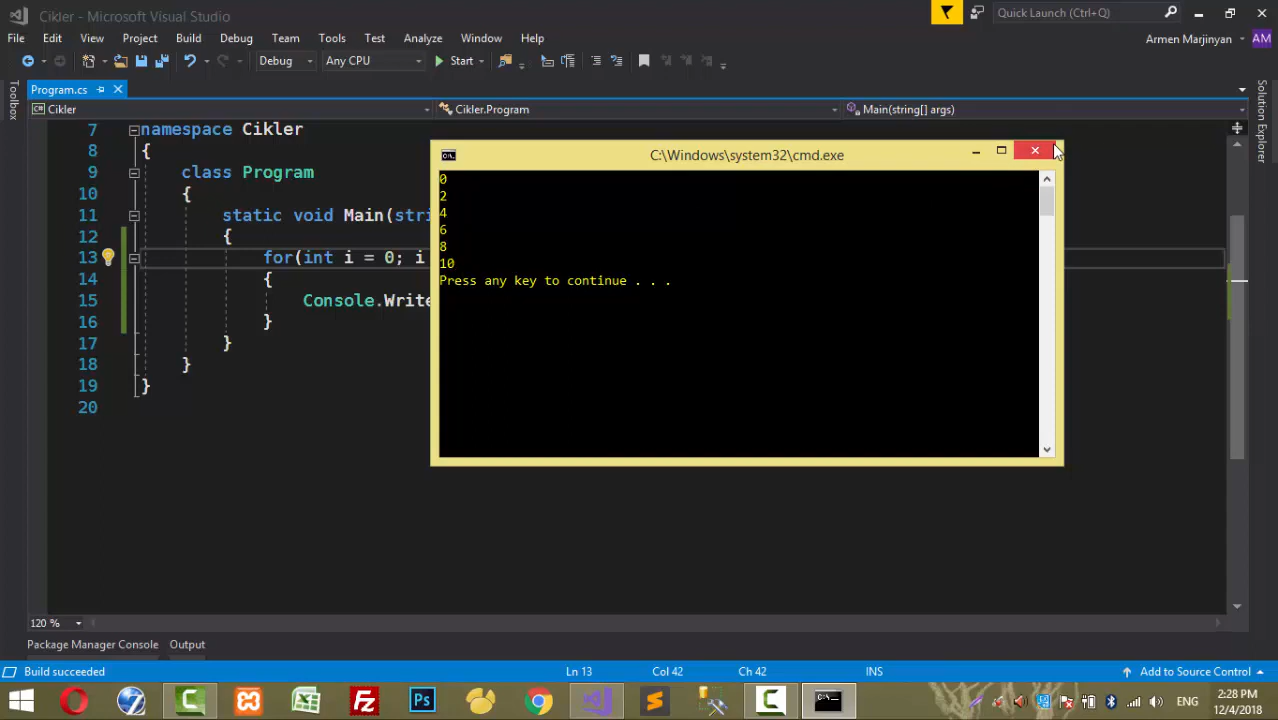 Cikler - Microsoft Visual Studio
Quick Launch (Ctrl+Q)
File Edit View Project Build Debug Team Tools Test Analyze Window Help
Armen Marjinyan AM
Debug Any CPU Start
Toolbox
Program.cs
Solution Explorer
Cikler Cikler.Program Main(string[] args)
7 namespace Cikler
8 {
9 class Program
10 {
11 static void Main(stri
12 {
13 for(int i = 0; i
14 {
15 Console.Write
16 }
17 }
18 }
19 }
20
C:\Windows\system32\cmd.exe
0
2
4
6
8
10
Press any key to continue . . .
120 %
Package Manager Console Output
Build succeeded Ln 13 Col 42 Ch 42 INS Add to Source Control
Ps
ENG
2:28 PM
12/4/2018